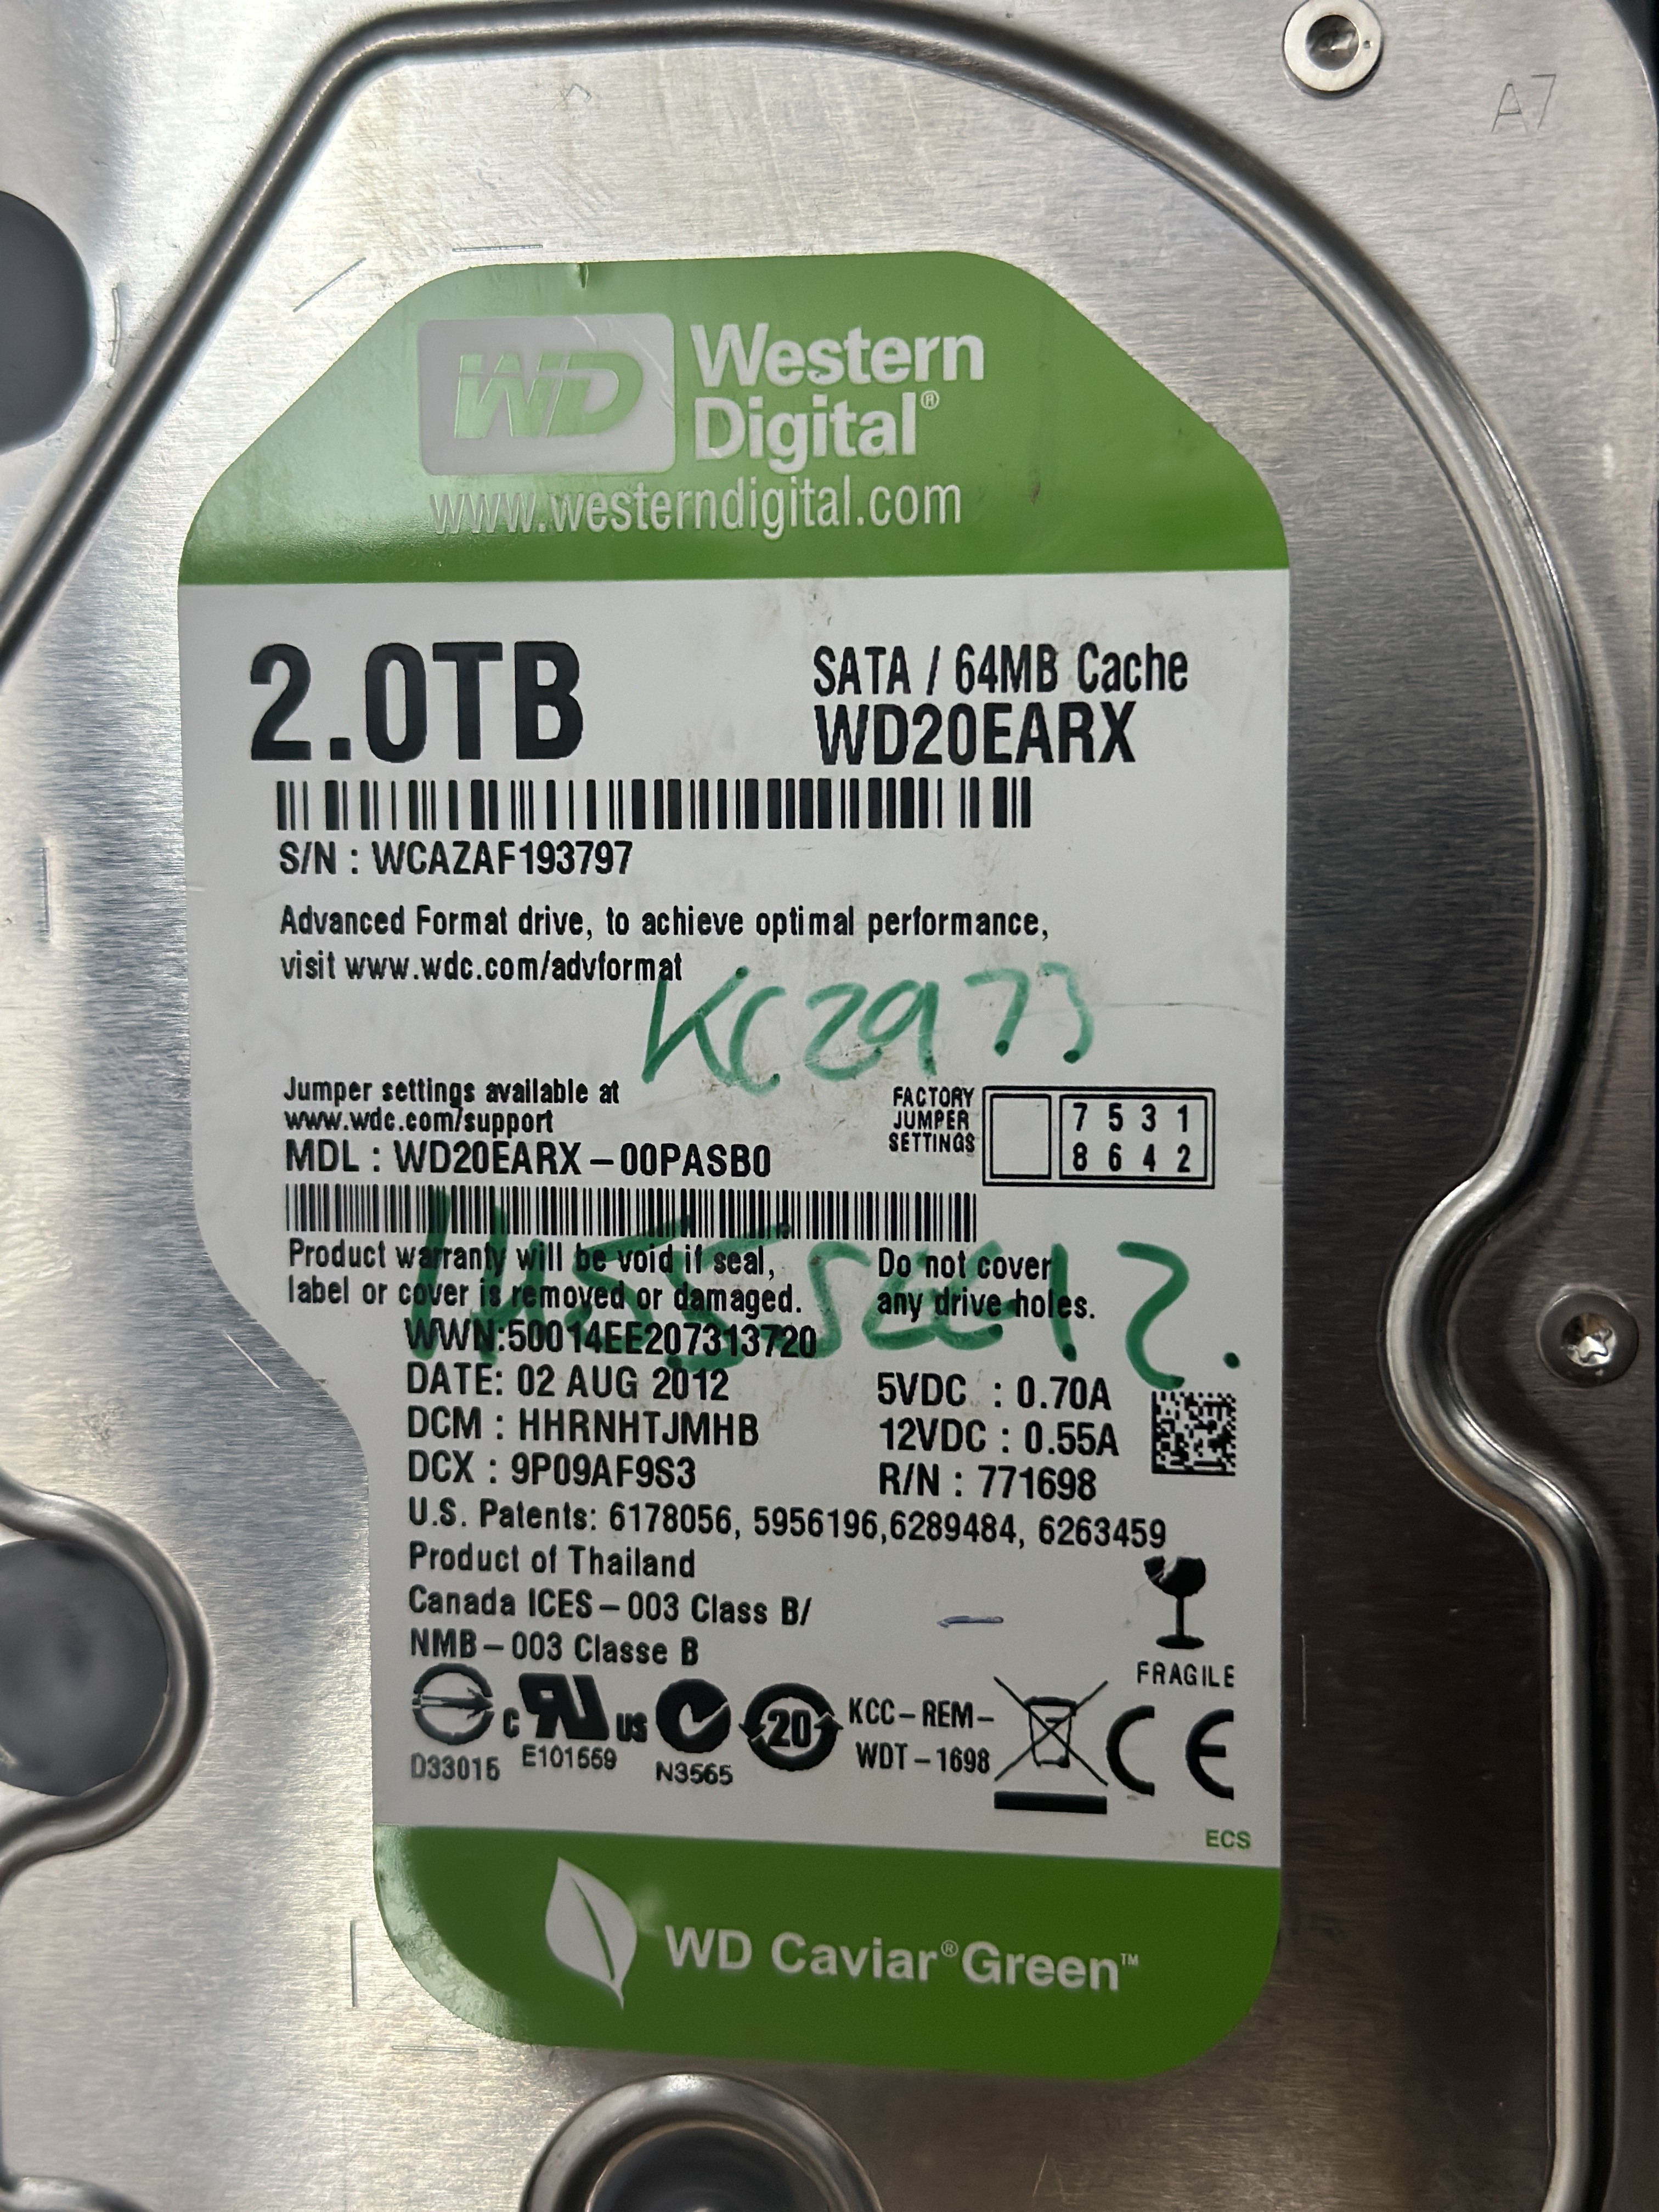 A7
WD Western
Digital®
www.westerndigital.com
2.0TB
SATA / 64MB Cache
WD20EARX
S/N : WCAZAF193797
Advanced Format drive, to achieve optimal performance,
visit www.wdc.com/advformat
KC2973
Jumper settings available at
www.wdc.com/support
MDL : WD20EARX-00PASB0
FACTORY
JUMPER
SETTINGS
7 5 3 1
8 6 4 2
Product warranty will be void if seal,
label or cover is removed or damaged.
Do not cover
any drive holes.
WWN:50014EE207313720
DATE: 02 AUG 2012
DCM : HHRNHTJMHB
DCX : 9P09AF9S3
5VDC : 0.70A
12VDC : 0.55A
R/N : 771698
U.S. Patents: 6178056, 5956196,6289484, 6263459
Product of Thailand
Canada ICES-003 Class B/
NMB-003 Classe B
FRAGILE
D33015
c UR us
E101559
N3565
20
KCC-REM-
WDT-1698
CE
ECS
WD Caviar® Green™